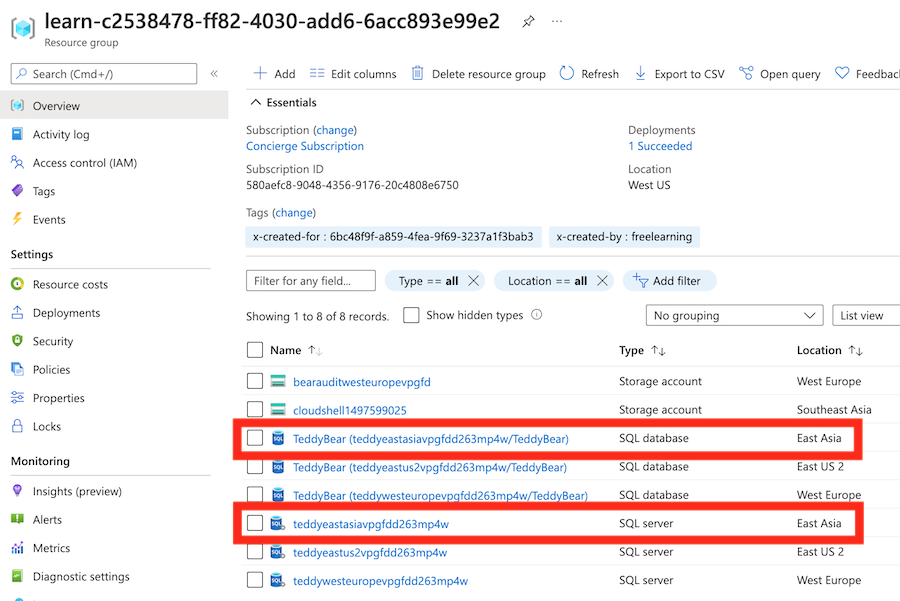 learn-c2538478-ff82-4030-add6-6acc893e99e2
Resource group
Search (Cmd+/)
Overview
Activity log
Access control (IAM)
Tags
Events
Settings
Resource costs
Deployments
Security
Policies
Properties
Locks
Monitoring
Insights (preview)
Alerts
Metrics
Diagnostic settings
Add Edit columns Delete resource group Refresh Export to CSV Open query Feedbac
Essentials
Subscription (change) Deployments
Concierge Subscription 1 Succeeded
Subscription ID Location
580aefc8-9048-4356-9176-20c4808e6750 West US
Tags (change)
x-created-for : 6bc48f9f-a859-4fea-9f69-3237a1f3bab3 x-created-by : freelearning
Filter for any field... Type == all Location == all Add filter
Showing 1 to 8 of 8 records. Show hidden types No grouping List view
Name Type Location
bearauditwesteuropevpgfd Storage account West Europe
cloudshell1497599025 Storage account Southeast Asia
TeddyBear (teddyeastasiavpgfdd263mp4w/TeddyBear) SQL database East Asia
TeddyBear (teddyeastus2vpgfdd263mp4w/TeddyBear) SQL database East US 2
TeddyBear (teddywesteuropevpgfdd263mp4w/TeddyBear) SQL database West Europe
teddyeastasiavpgfdd263mp4w SQL server East Asia
teddyeastus2vpgfdd263mp4w SQL server East US 2
teddywesteuropevpgfdd263mp4w SQL server West Europe